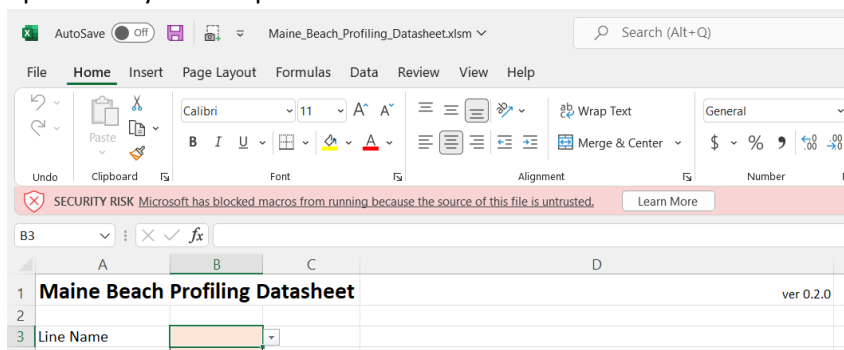 AutoSave Off Maine_Beach_Profiling_Datasheet.xlsm Search (Alt+Q)
File Home Insert Page Layout Formulas Data Review View Help
Calibri 11 A^ A˅ ab Wrap Text General
Paste B I U A Merge & Center $ % 9 .00 .00
Undo Clipboard Font Alignment Number
SECURITY RISK Microsoft has blocked macros from running because the source of this file is untrusted. Learn More
B3 fx
A B C D
1 Maine Beach Profiling Datasheet ver 0.2.0
2
3 Line Name